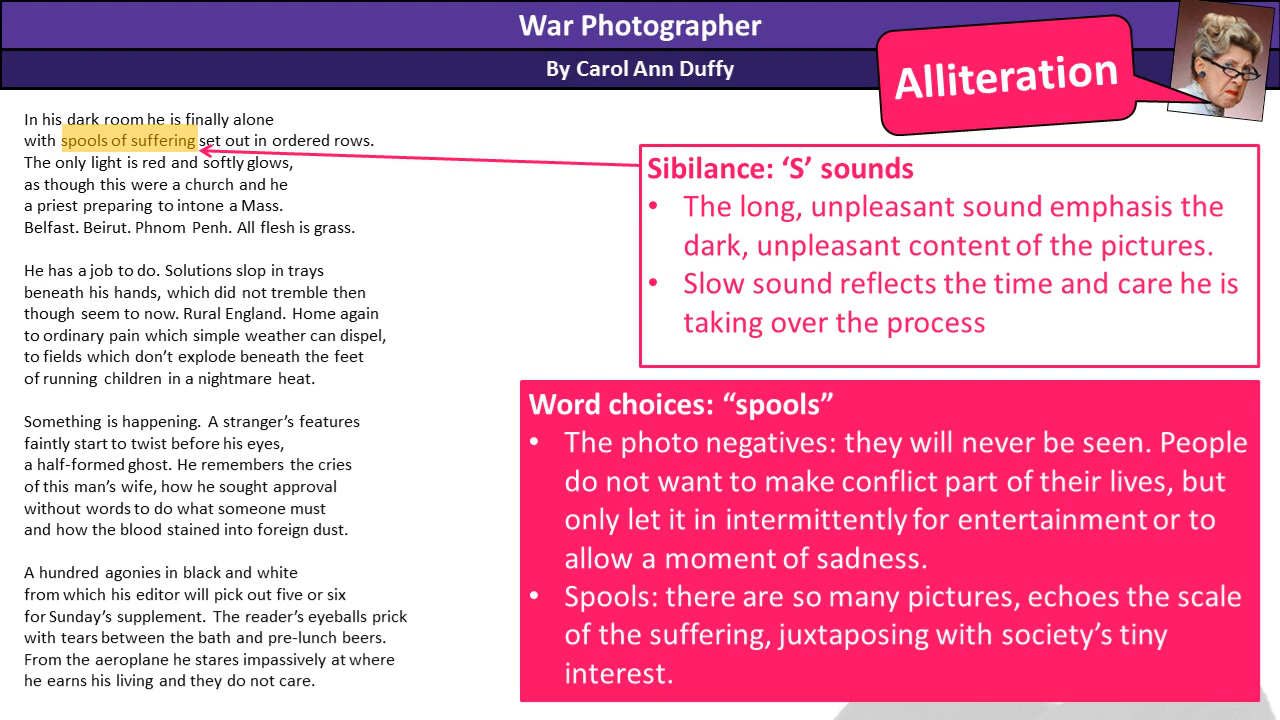 War Photographer
By Carol Ann Duffy
Alliteration
In his dark room he is finally alone
with spools of suffering set out in ordered rows.
The only light is red and softly glows,
as though this were a church and he
a priest preparing to intone a Mass.
Belfast. Beirut. Phnom Penh. All flesh is grass.
He has a job to do. Solutions slop in trays
beneath his hands, which did not tremble then
though seem to now. Rural England. Home again
to ordinary pain which simple weather can dispel,
to fields which don’t explode beneath the feet
of running children in a nightmare heat.
Something is happening. A stranger’s features
faintly start to twist before his eyes,
a half-formed ghost. He remembers the cries
of this man’s wife, how he sought approval
without words to do what someone must
and how the blood stained into foreign dust.
A hundred agonies in black and white
from which his editor will pick out five or six
for Sunday’s supplement. The reader’s eyeballs prick
with tears between the bath and pre-lunch beers.
From the aeroplane he stares impassively at where
he earns his living and they do not care.
Sibilance: ‘S’ sounds
• The long, unpleasant sound emphasis the
dark, unpleasant content of the pictures.
• Slow sound reflects the time and care he is
taking over the process
Word choices: “spools”
• The photo negatives: they will never be seen. People
do not want to make conflict part of their lives, but
only let it in intermittently for entertainment or to
allow a moment of sadness.
• Spools: there are so many pictures, echoes the scale
of the suffering, juxtaposing with society’s tiny
interest.